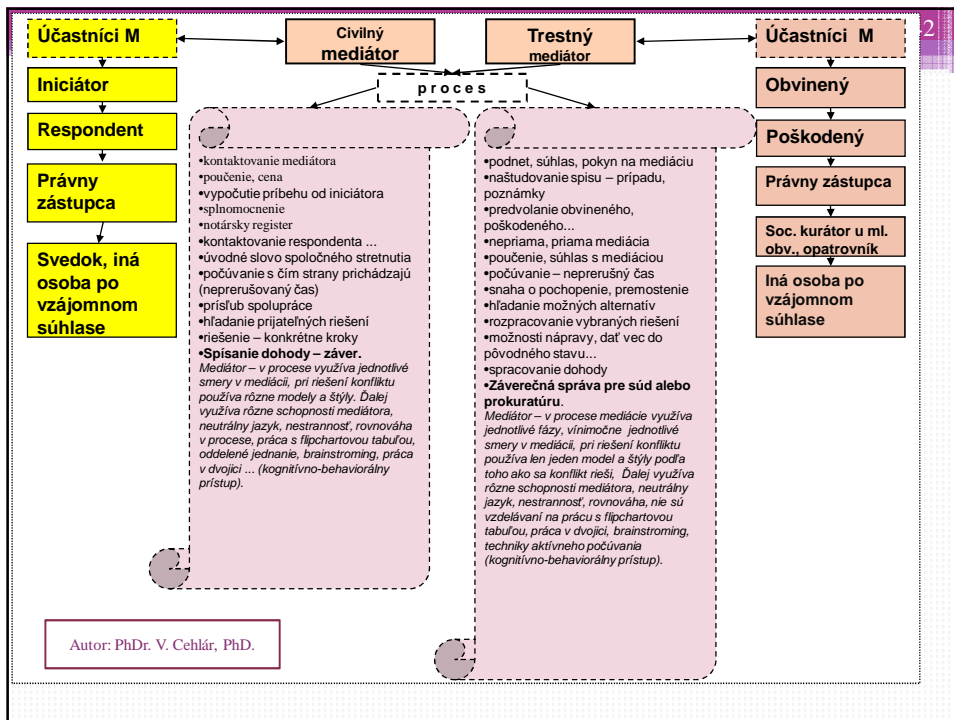 2
Účastníci M
Civilný
mediátor
Trestný
mediátor
Účastníci M
p r o c e s
Iniciátor
Respondent
Právny
zástupca
Svedok, iná
osoba po
vzájomnom
súhlase
•kontaktovanie mediátora
•poučenie, cena
•vypočutie príbehu od iniciátora
•splnomocnenie
•notársky register
•kontaktovanie respondenta ...
•úvodné slovo spoločného stretnutia
•počúvanie s čím strany prichádzajú
(neprerušovaný čas)
•prísľub spolupráce
•hľadanie prijateľných riešení
•riešenie – konkrétne kroky
•Spísanie dohody – záver.
Mediátor – v procese využíva jednotlivé
smery v mediácii, pri riešení konfliktu
používa rôzne modely a štýly. Ďalej
využíva rôzne schopnosti mediátora,
neutrálny jazyk, nestrannosť, rovnováha
v procese, práca s flipchartovou tabuľou,
oddelené jednanie, brainstroming, práca
v dvojici ... (kognitívno-behaviorálny
prístup).
•podnet, súhlas, pokyn na mediáciu
•naštudovanie spisu – prípadu,
poznámky
•predvolanie obvineného,
poškodeného...
•nepriama, priama mediácia
•poučenie, súhlas s mediáciou
•počúvanie – neprerušný čas
•snaha o pochopenie, premostenie
•hľadanie možných alternatív
•rozpracovanie vybraných riešení
•možnosti nápravy, dať vec do
pôvodného stavu...
•spracovanie dohody
•Záverečná správa pre súd alebo
prokuratúru.
Mediátor – v procese mediácie využíva
jednotlivé fázy, vínimočne jednotlivé
smery v mediácii, pri riešení konfliktu
používa len jeden model a štýly podľa
toho ako sa konflikt rieši, Ďalej využíva
rôzne schopnosti mediátora, neutrálny
jazyk, nestrannosť, rovnováha, nie sú
vzdelávaní na prácu s flipchartovou
tabuľou, práca v dvojici, brainstroming,
techniky aktívneho počúvania
(kognitívno-behaviorálny prístup).
Obvinený
Poškodený
Právny zástupca
Soc. kurátor u ml.
obv., opatrovník
Iná osoba po
vzájomnom
súhlase
Autor: PhDr. V. Cehlár, PhD.